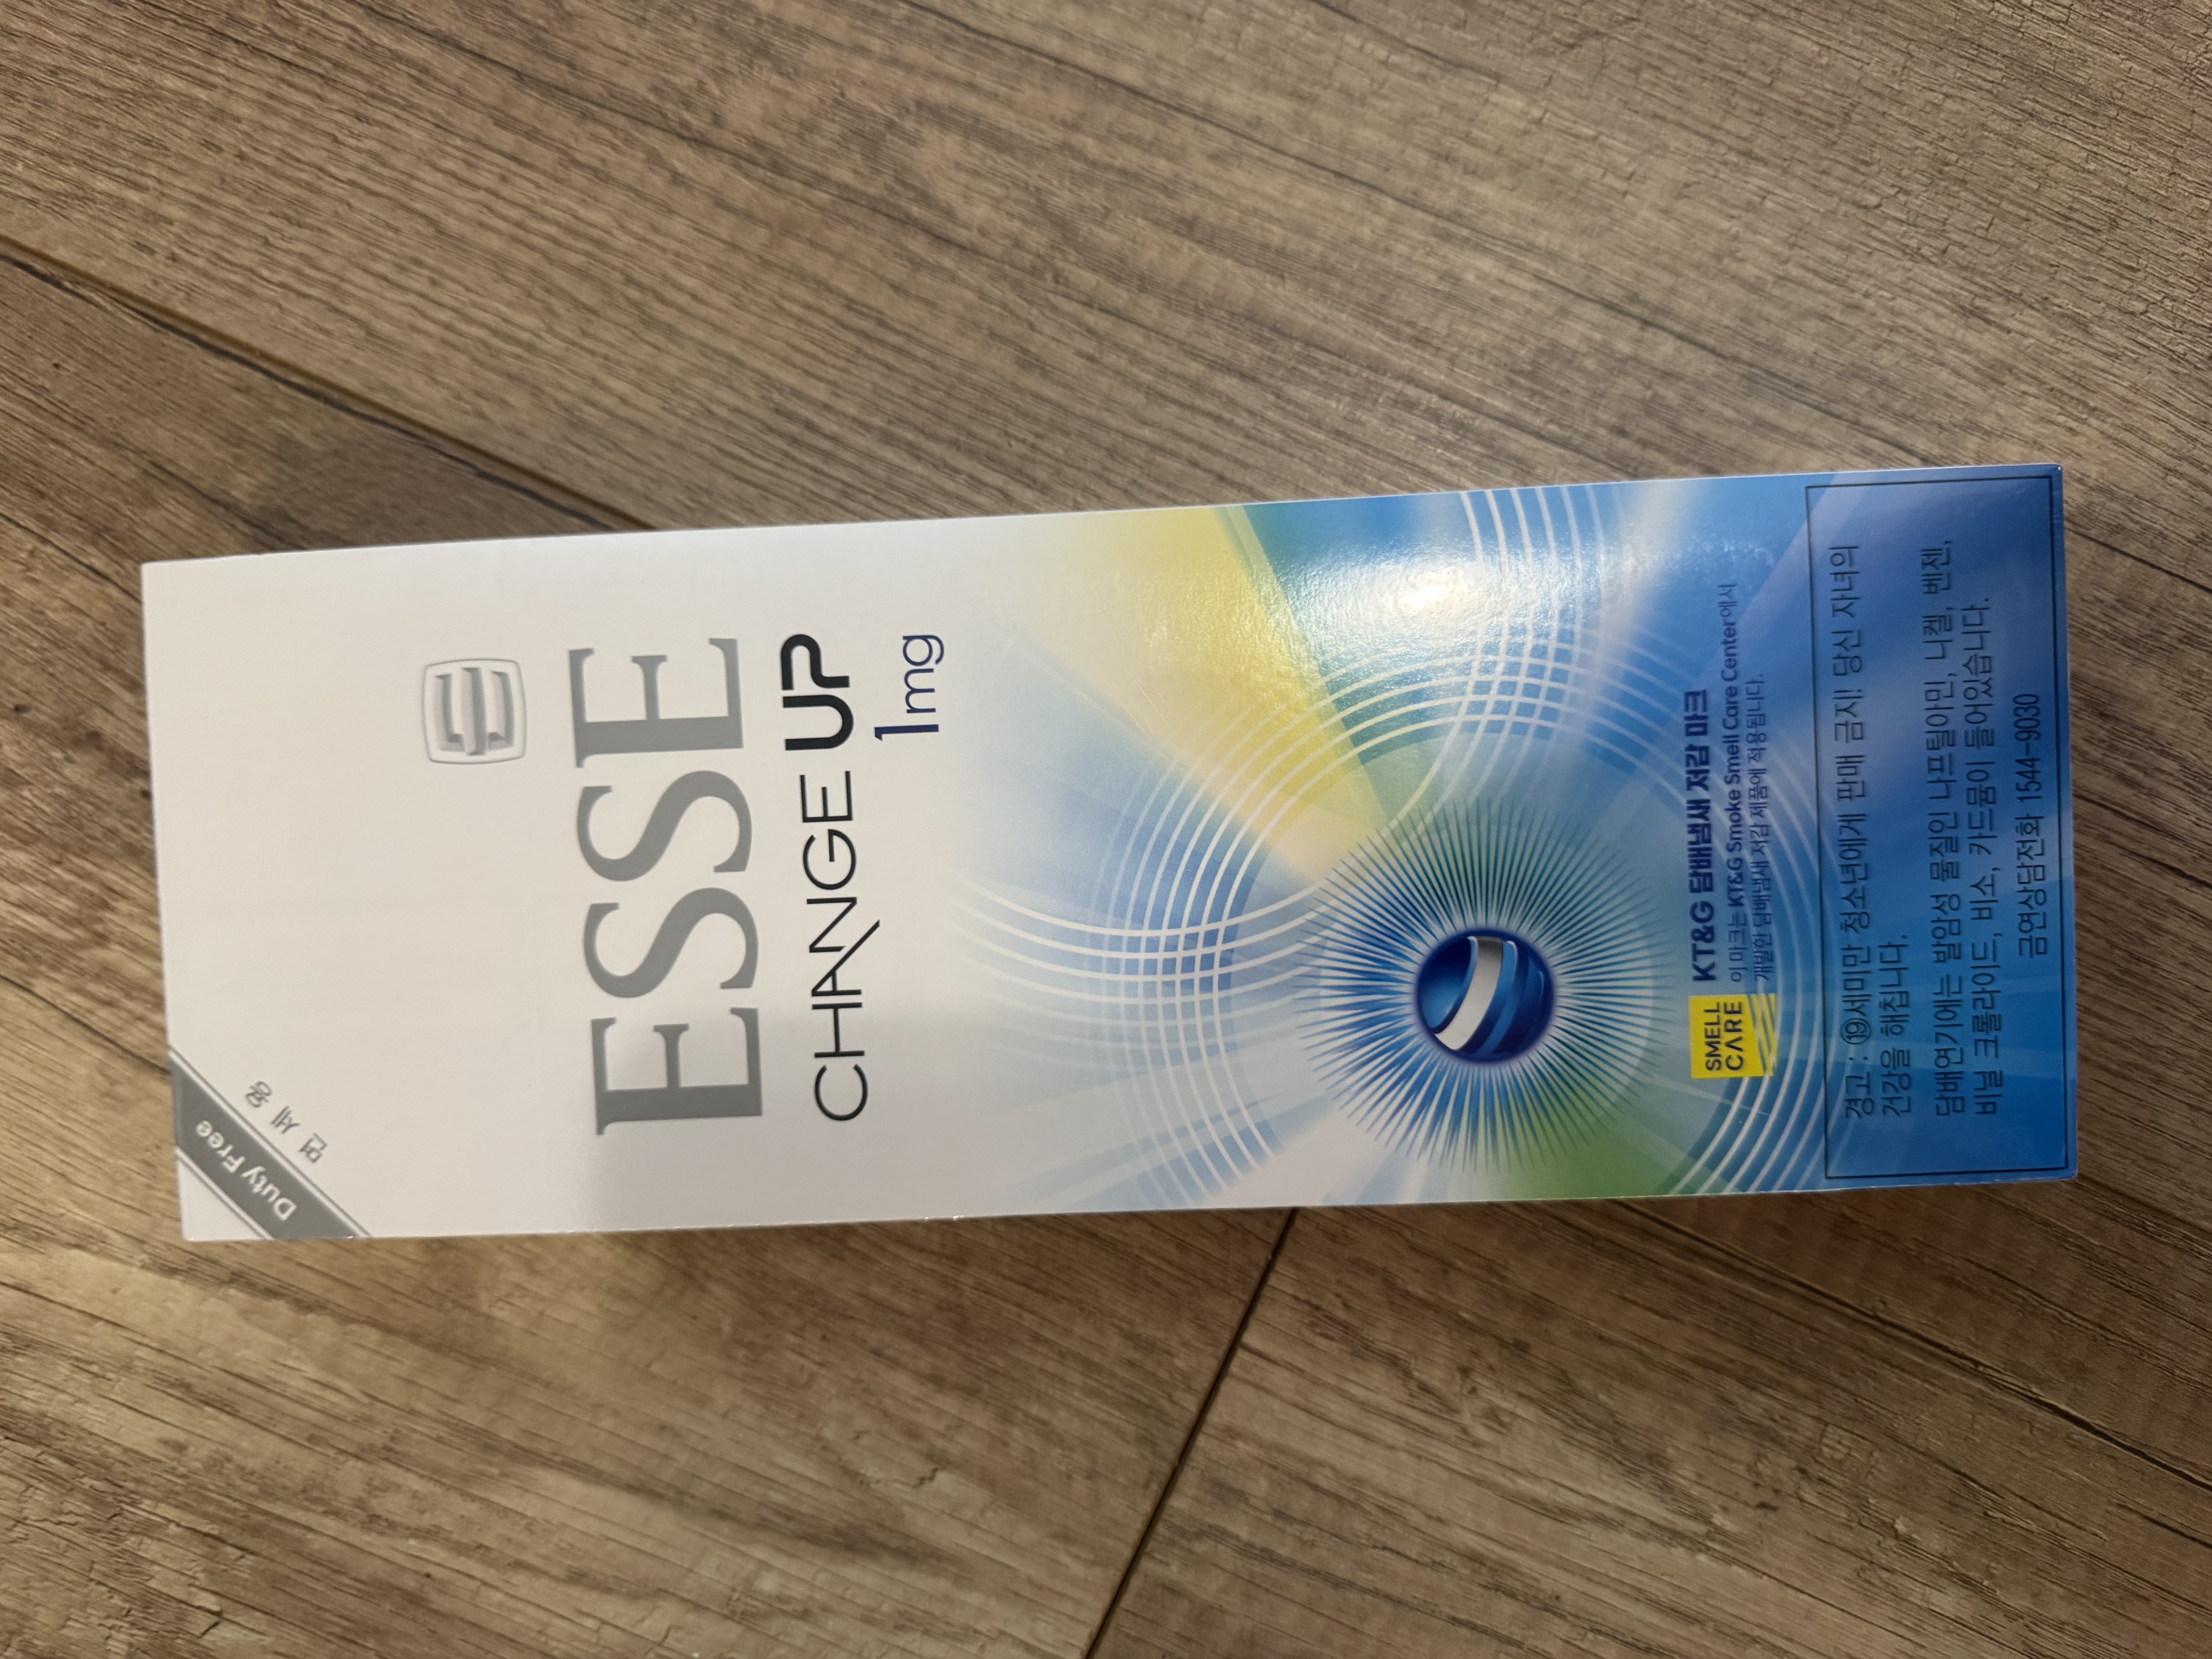 Duty Free
면 세 용
ESSE
CHANGE UP
1mg
SMELL
CARE
KT&G 담배냄새 저감 마크
이 마크는 KT&G Smoke Smell Care Center에서
개발한 담배냄새 저감 제품에 적용됩니다.
경고 : ⑲세미만 청소년에게 판매 금지! 당신 자녀의
건강을 해칩니다.
담배연기에는 발암성 물질인 나프틸아민, 니켈, 벤젠,
비닐 크롤라이드, 비소, 카드뮴이 들어있습니다.
금연상담전화 1544-9030